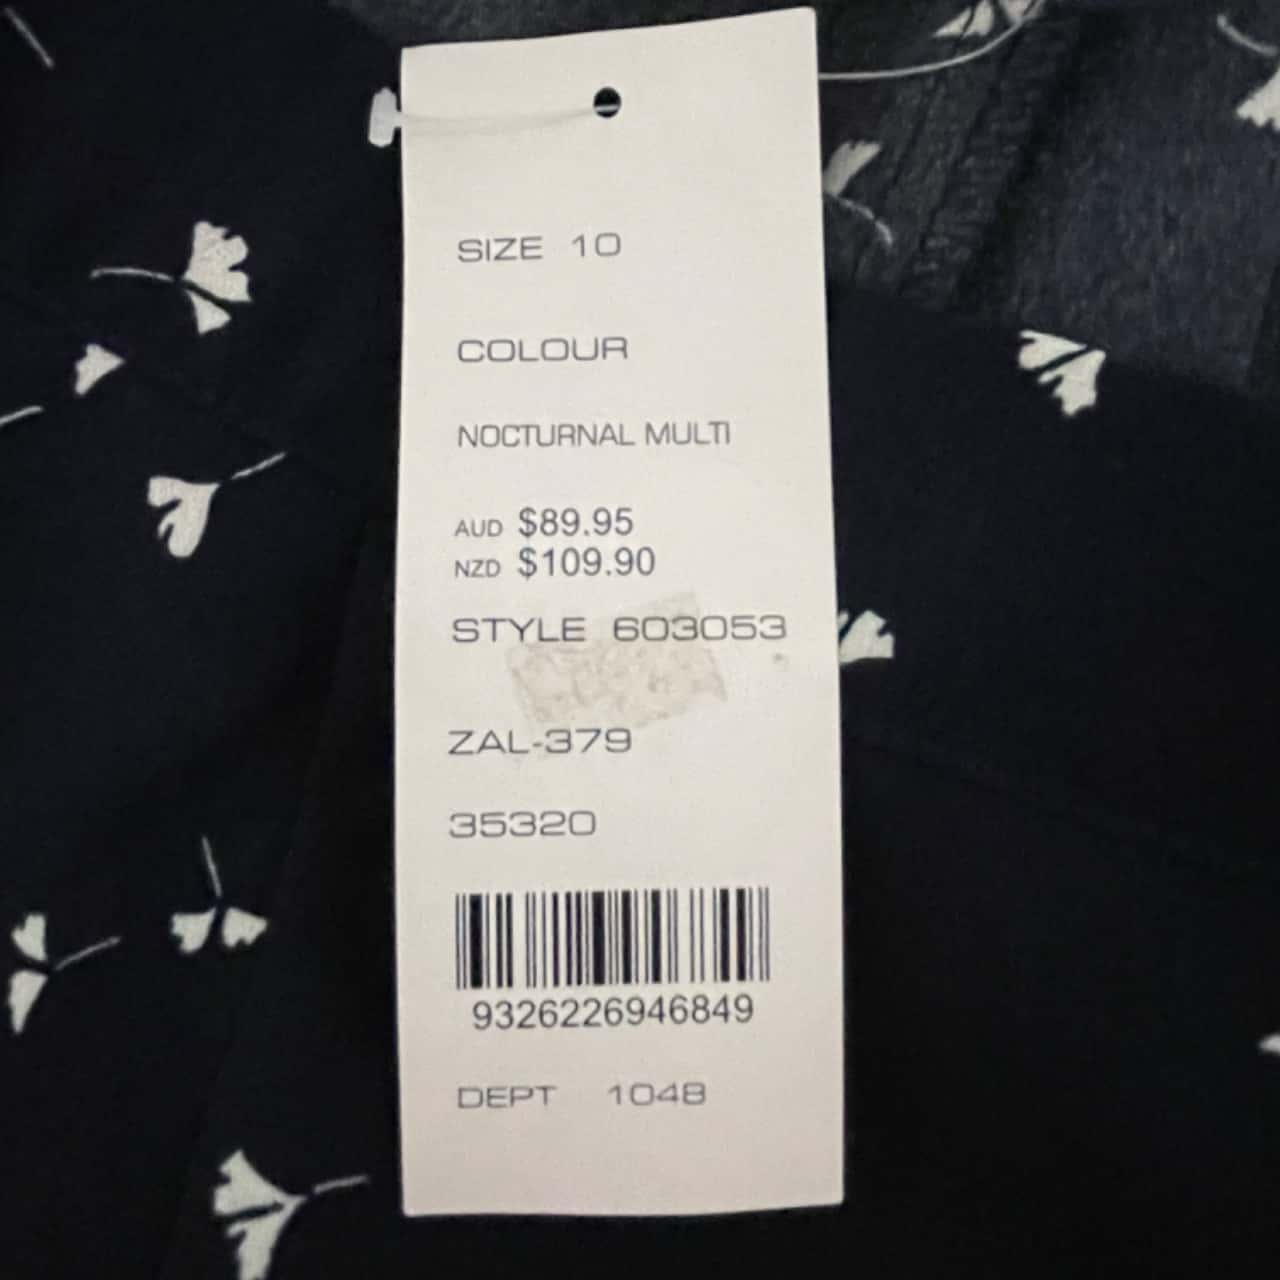 SIZE 10
COLOUR
NOCTURNAL MULTI
AUD $89.95
NZD $109.90
STYLE 603053
ZAL-379
35320
9326226946849
DEPT 1048